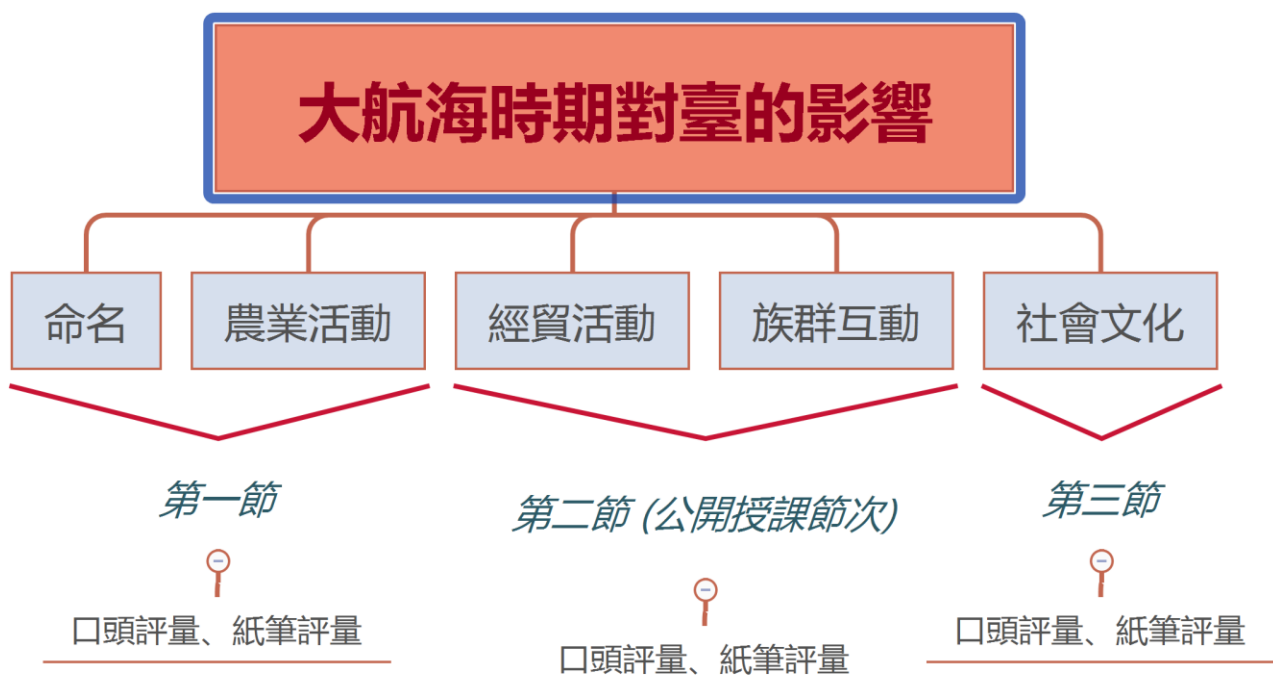 大航海時期對臺的影響
命名
農業活動
經貿活動
族群互動
社會文化
第一節
第二節 (公開授課節次)
第三節
口頭評量、紙筆評量
口頭評量、紙筆評量
口頭評量、紙筆評量